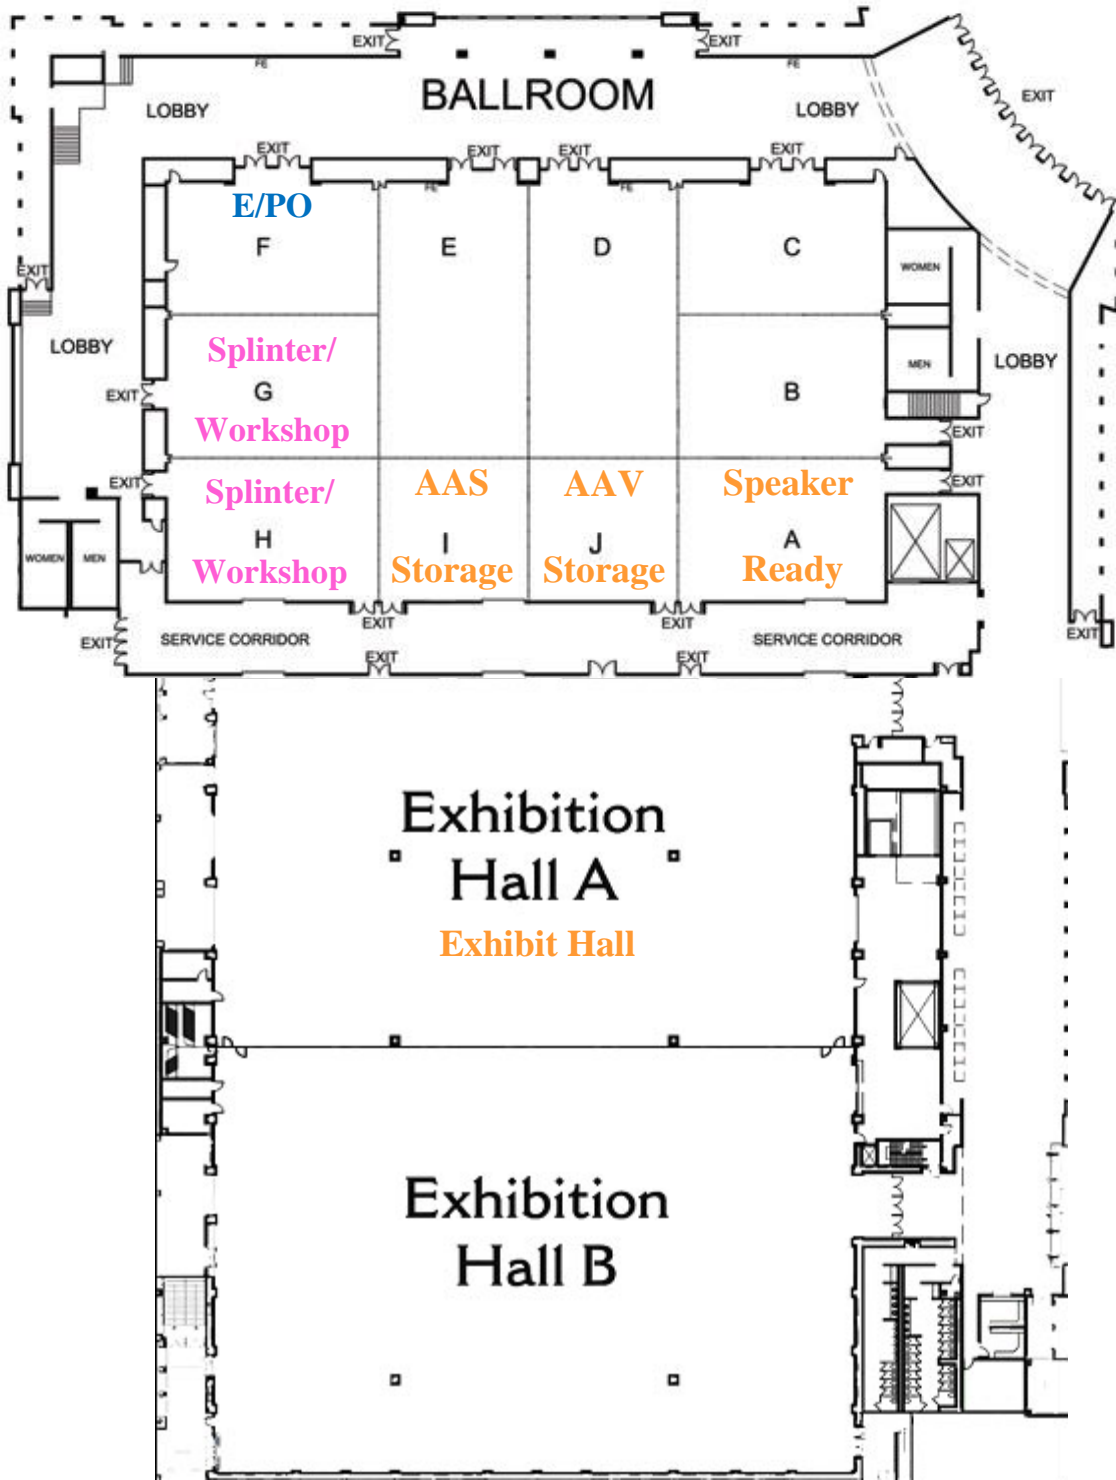 EXIT
EXIT
FE
FE
BALLROOM
EXIT
LOBBY
LOBBY
EXIT
EXIT
EXIT
EXIT
FE
FE
E/PO
F
E
D
C
WOMEN
EXIT
LOBBY
Splinter/
G
Workshop
B
MEN
LOBBY
EXIT
EXIT
EXIT
EXIT
Splinter/
H
Workshop
AAS
I
Storage
AAV
J
Storage
Speaker
A
Ready
WOMEN
MEN
EXIT
EXIT
EXIT
SERVICE CORRIDOR
SERVICE CORRIDOR
EXIT
EXIT
EXIT
Exhibition
Hall A
Exhibit Hall
Exhibition
Hall B